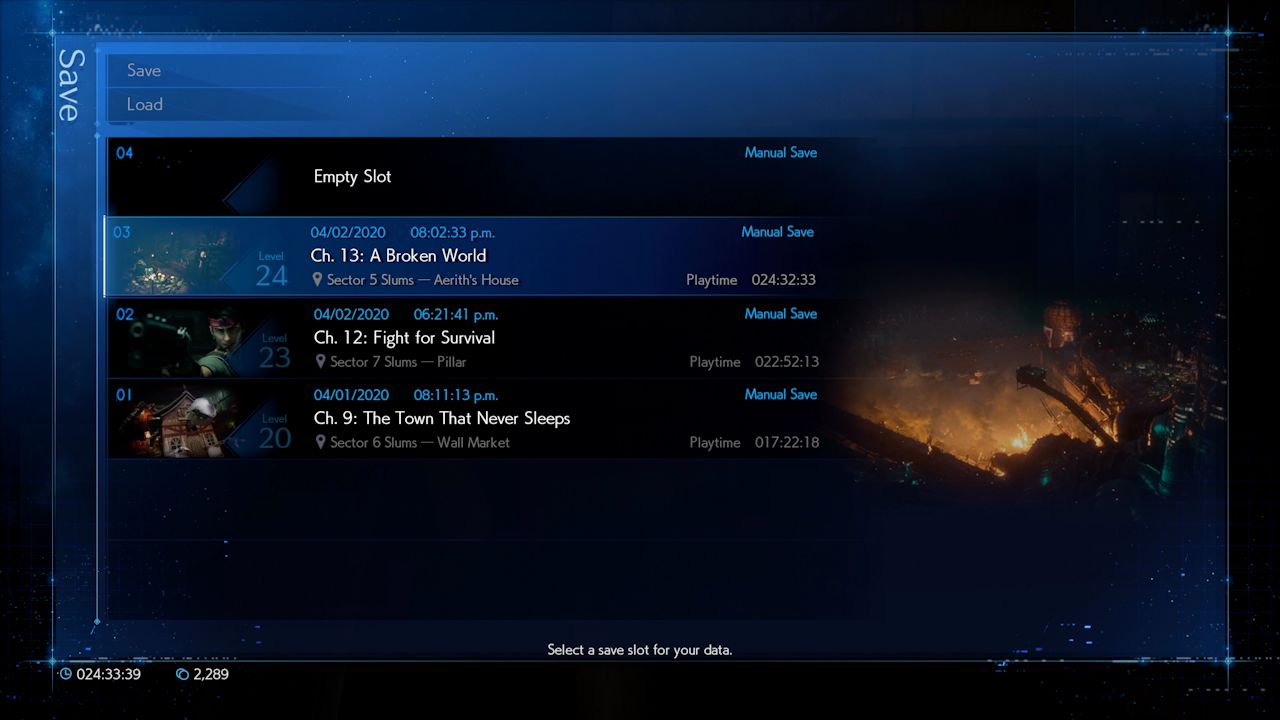 Save
Save
Load
04
Manual Save
Empty Slot
03
04/02/2020 08:02:33 p.m.
Manual Save
Ch. 13: A Broken World
Level
24
Sector 5 Slums — Aerith's House
Playtime 024:32:33
02
04/02/2020 06:21:41 p.m.
Manual Save
Ch. 12: Fight for Survival
Level
23
Sector 7 Slums — Pillar
Playtime 022:52:13
01
04/01/2020 08:11:13 p.m.
Manual Save
Ch. 9: The Town That Never Sleeps
Level
20
Sector 6 Slums — Wall Market
Playtime 017:22:18
Select a save slot for your data.
024:33:39 2,289